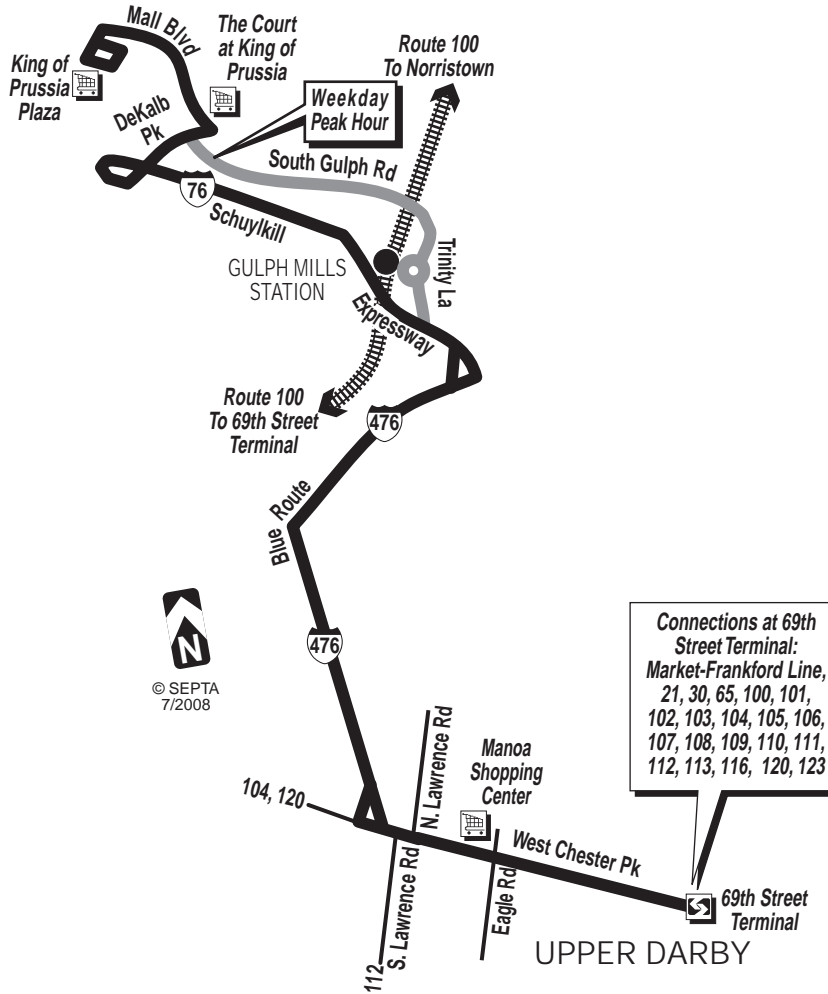 Mall Blvd
The Court
at King of
Prussia
Route 100
To Norristown
King of
Prussia
Plaza
DeKalb
Pk
Weekday
Peak Hour
South Gulph Rd
76
Schuylkill
Expressway
Trinity La
GULPH MILLS
STATION
Route 100
To 69th Street
Terminal
476
Blue Route
476
N
© SEPTA
7/2008
Connections at 69th
Street Terminal:
Market-Frankford Line,
21, 30, 65, 100, 101,
102, 103, 104, 105, 106,
107, 108, 109, 110, 111,
112, 113, 116, 120, 123
104, 120
N. Lawrence Rd
Manoa
Shopping
Center
West Chester Pk
S. Lawrence Rd
Eagle Rd
69th Street
Terminal
112
UPPER DARBY